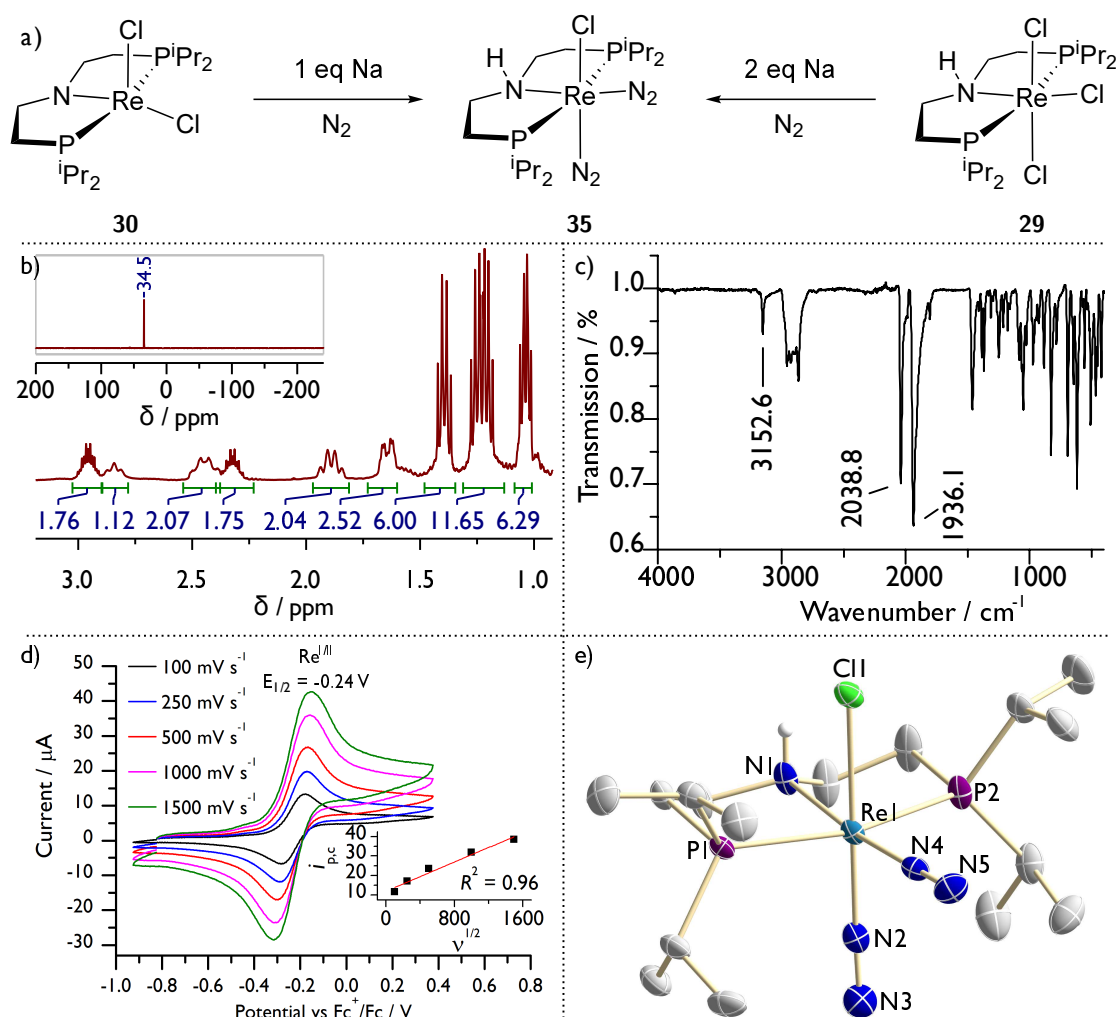 a)
Cl
PⁱPr₂
N
Re
Cl
P
ⁱPr₂
1 eq Na
N₂
Cl
H
PⁱPr₂
N
Re
N₂
P
ⁱPr₂
N₂
2 eq Na
N₂
Cl
H
PⁱPr₂
N
Re
Cl
P
ⁱPr₂
Cl
30
35
29
b)
-34.5
200 100 0 -100 -200
δ / ppm
1.76 1.12 2.07 1.75 2.04 2.52 6.00 11.65 6.29
3.0 2.5 2.0 1.5 1.0
δ / ppm
c)
1.0
0.9
0.8
0.7
0.6
Transmission / %
3152.6
2038.8
1936.1
4000 3000 2000 1000
Wavenumber / cm⁻¹
d)
50
40
30
20
10
0
-10
-20
-30
Current / μA
100 mV s⁻¹
250 mV s⁻¹
500 mV s⁻¹
1000 mV s⁻¹
1500 mV s⁻¹
Re^I/II
E₁/₂ = -0.24 V
40
30
20
10
i p,c
R² = 0.96
0 800 1600
ν^1/2
-1.0 -0.8 -0.6 -0.4 -0.2 0.0 0.2 0.4 0.6 0.8
Potential vs Fc⁺/Fc / V
e)
Cl1
N1
Re1
P2
P1
N4
N5
N2
N3